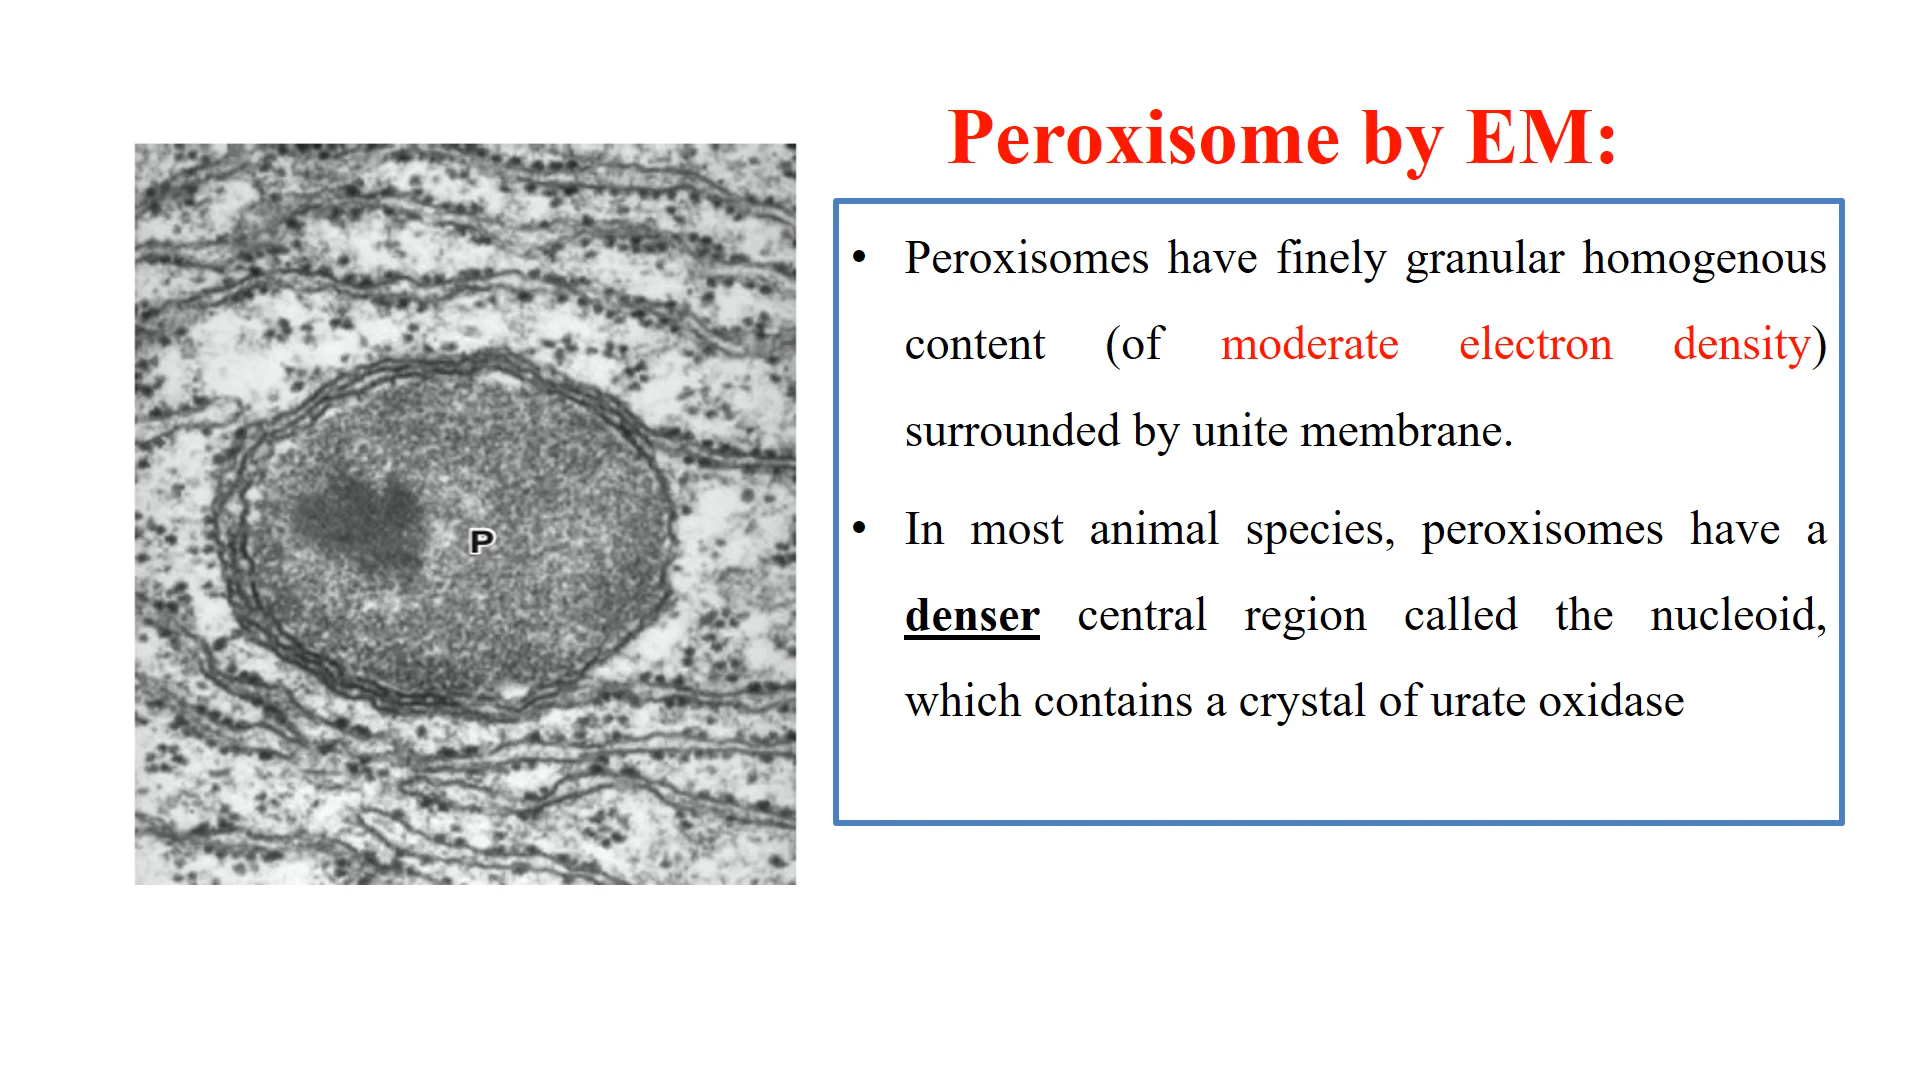 Peroxisome by EM:
• Peroxisomes have finely granular homogenous
content (of moderate electron density)
surrounded by unite membrane.
• In most animal species, peroxisomes have a
denser central region called the nucleoid,
which contains a crystal of urate oxidase
P